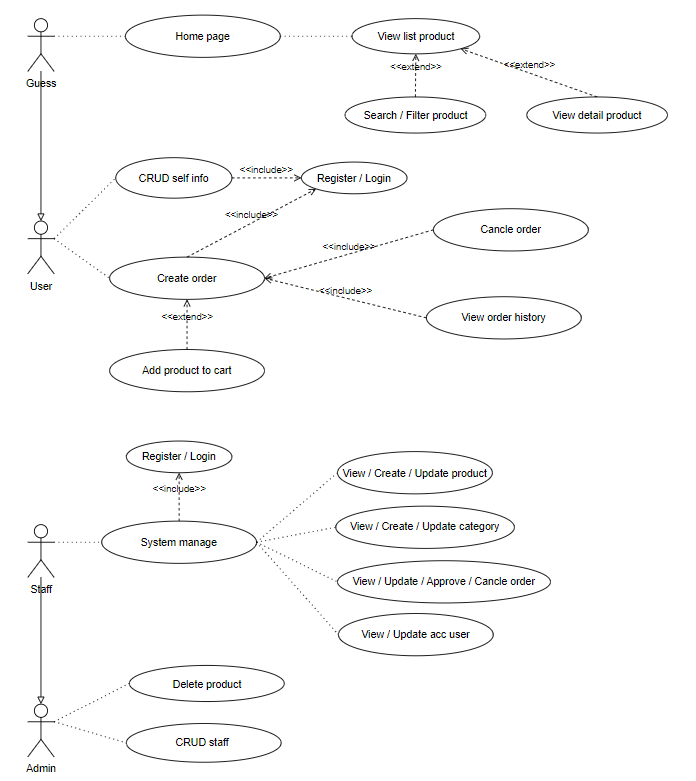 Home page
View list product
<<extend>>
<<extend>>
Guess
Search / Filter product
View detail product
<<include>>
CRUD self info
Register / Login
<<include>>
Cancle order
<<include>>
User
Create order
<<include>>
<<extend>>
View order history
Add product to cart
Register / Login
View / Create / Update product
<<include>>
View / Create / Update category
System manage
Staff
View / Update / Approve / Cancle order
View / Update acc user
Delete product
CRUD staff
Admin